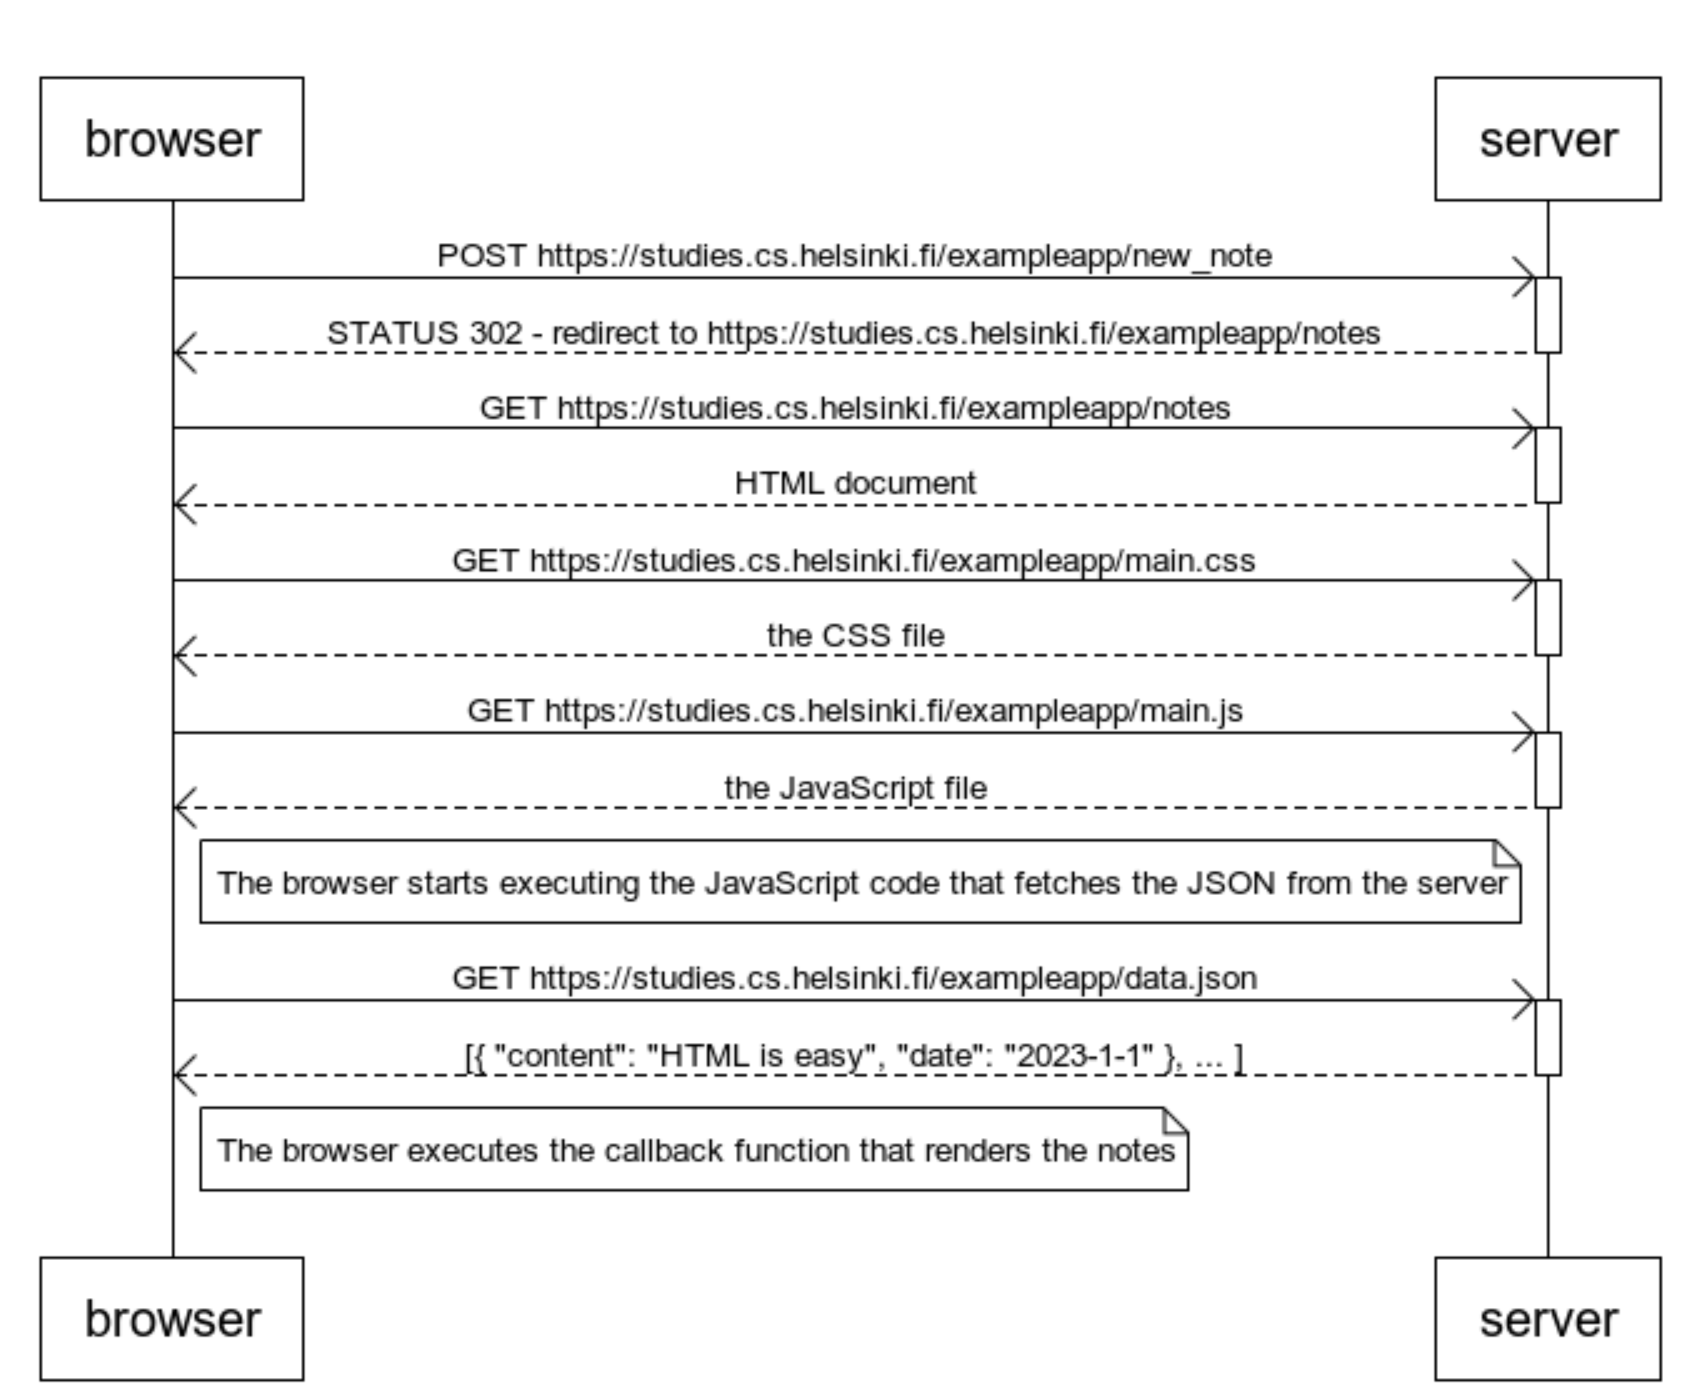 browser
server
POST https://studies.cs.helsinki.fi/exampleapp/new_note
STATUS 302 - redirect to https://studies.cs.helsinki.fi/exampleapp/notes
GET https://studies.cs.helsinki.fi/exampleapp/notes
HTML document
GET https://studies.cs.helsinki.fi/exampleapp/main.css
the CSS file
GET https://studies.cs.helsinki.fi/exampleapp/main.js
the JavaScript file
The browser starts executing the JavaScript code that fetches the JSON from the server
GET https://studies.cs.helsinki.fi/exampleapp/data.json
[{ "content": "HTML is easy", "date": "2023-1-1" }, ... ]
The browser executes the callback function that renders the notes
browser
server